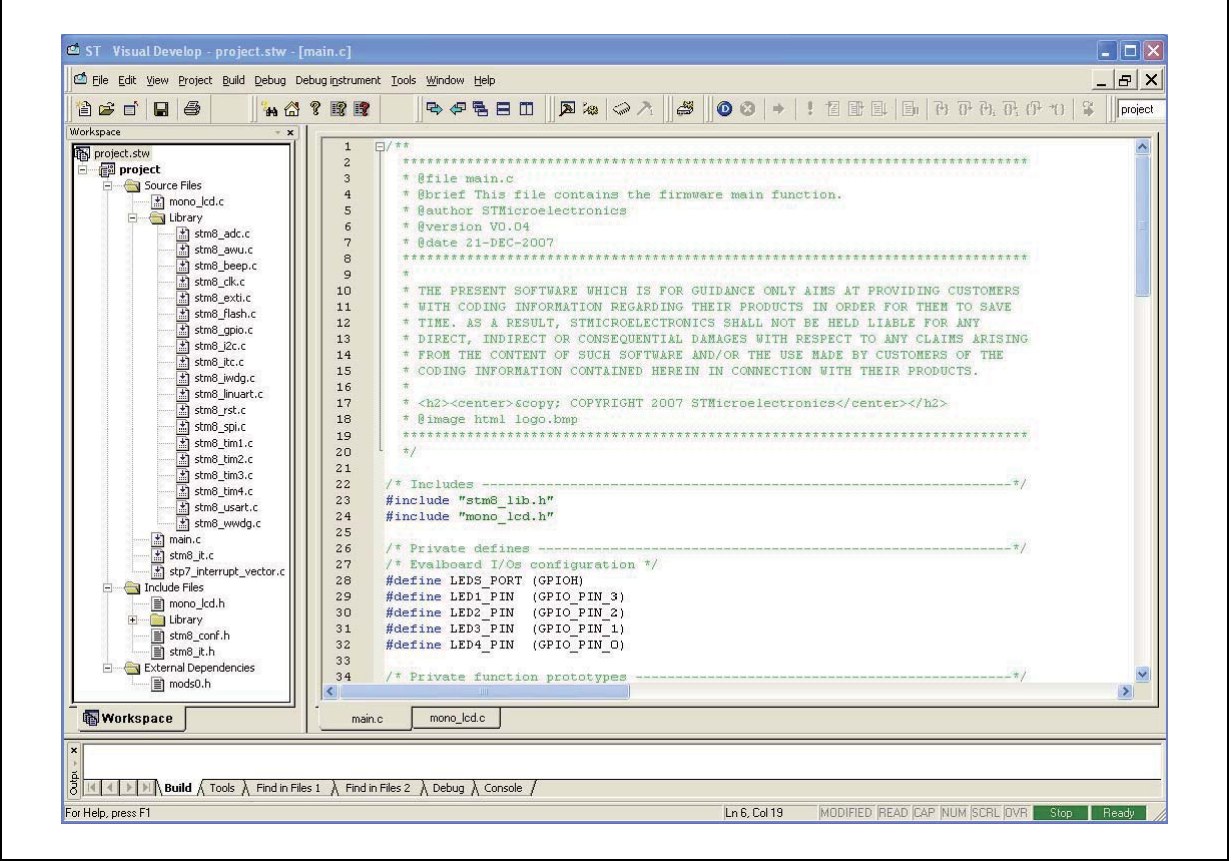 ST Visual Develop - project.stw - [main.c]
File Edit View Project Build Debug Debug instrument Tools Window Help
project
Workspace
project.stw
project
Source Files
mono_lcd.c
Library
stm8_adc.c
stm8_awu.c
stm8_beep.c
stm8_clk.c
stm8_exti.c
stm8_flash.c
stm8_gpio.c
stm8_i2c.c
stm8_itc.c
stm8_iwdg.c
stm8_linuart.c
stm8_rst.c
stm8_spi.c
stm8_tim1.c
stm8_tim2.c
stm8_tim3.c
stm8_tim4.c
stm8_usart.c
stm8_wwdg.c
main.c
stm8_it.c
stp7_interrupt_vector.c
Include Files
mono_lcd.h
Library
stm8_conf.h
stm8_it.h
External Dependencies
mods0.h
Workspace
1 /**
2 ******************************************************************************
3 * @file main.c
4 * @brief This file contains the firmware main function.
5 * @author STMicroelectronics
6 * @version V0.04
7 * @date 21-DEC-2007
8 ******************************************************************************
9 *
10 * THE PRESENT SOFTWARE WHICH IS FOR GUIDANCE ONLY AIMS AT PROVIDING CUSTOMERS
11 * WITH CODING INFORMATION REGARDING THEIR PRODUCTS IN ORDER FOR THEM TO SAVE
12 * TIME. AS A RESULT, STMICROELECTRONICS SHALL NOT BE HELD LIABLE FOR ANY
13 * DIRECT, INDIRECT OR CONSEQUENTIAL DAMAGES WITH RESPECT TO ANY CLAIMS ARISING
14 * FROM THE CONTENT OF SUCH SOFTWARE AND/OR THE USE MADE BY CUSTOMERS OF THE
15 * CODING INFORMATION CONTAINED HEREIN IN CONNECTION WITH THEIR PRODUCTS.
16 *
17 * <h2><center>&copy; COPYRIGHT 2007 STMicroelectronics</center></h2>
18 * @image html logo.bmp
19 ******************************************************************************
20 */
21
22 /* Includes ------------------------------------------------------------------*/
23 #include "stm8_lib.h"
24 #include "mono_lcd.h"
25
26 /* Private defines -----------------------------------------------------------*/
27 /* Evalboard I/Os configuration */
28 #define LEDS_PORT (GPIOH)
29 #define LED1_PIN (GPIO_PIN_3)
30 #define LED2_PIN (GPIO_PIN_2)
31 #define LED3_PIN (GPIO_PIN_1)
32 #define LED4_PIN (GPIO_PIN_0)
33
34 /* Private function prototypes -----------------------------------------------*/
main.c mono_lcd.c
Build Tools Find in Files 1 Find in Files 2 Debug Console
For Help, press F1 Ln 6, Col 19 MODIFIED READ CAP NUM SCRL OVR Stop Ready